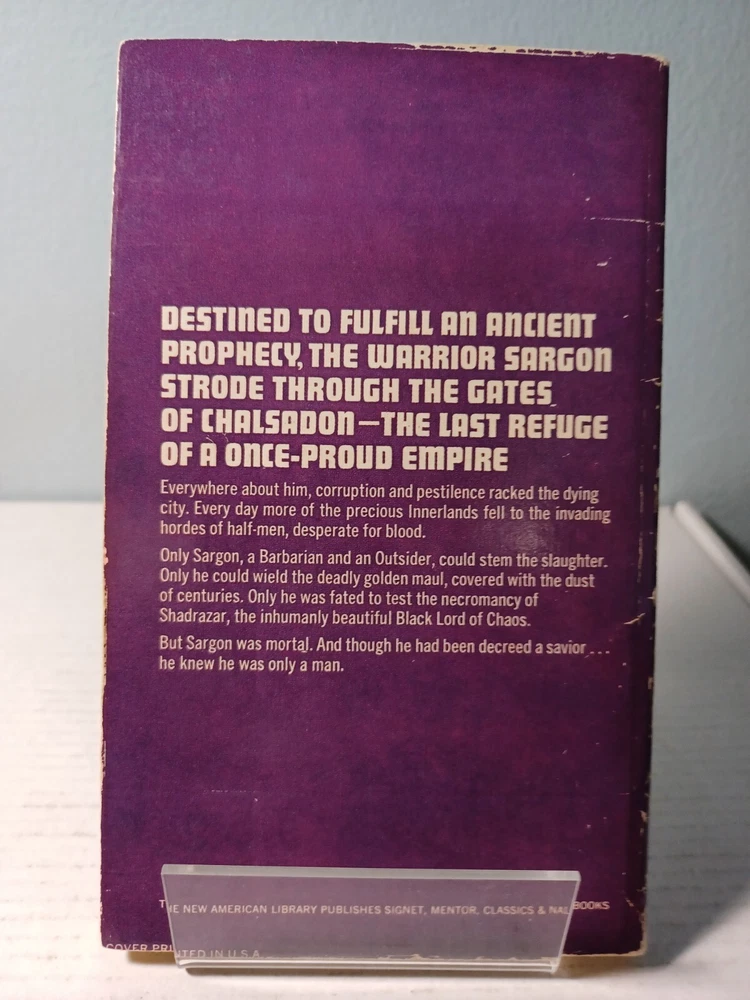 DESTINED TO FULFILL AN ANCIENT
PROPHECY, THE WARRIOR SARGON
STRODE THROUGH THE GATES
OF CHALSADON—THE LAST REFUGE
OF A ONCE-PROUD EMPIRE
Everywhere about him, corruption and pestilence racked the dying
city. Every day more of the precious Innerlands fell to the invading
hordes of half-men, desperate for blood.
Only Sargon, a Barbarian and an Outsider, could stem the slaughter.
Only he could wield the deadly golden maul, covered with the dust
of centuries. Only he was fated to test the necromancy of
Shadrazar, the inhumanly beautiful Black Lord of Chaos.
But Sargon was mortal. And though he had been decreed a savior . . .
he knew he was only a man.
THE NEW AMERICAN LIBRARY PUBLISHES SIGNET, MENTOR, CLASSICS & NAL BOOKS
COVER PRINTED IN U.S.A.